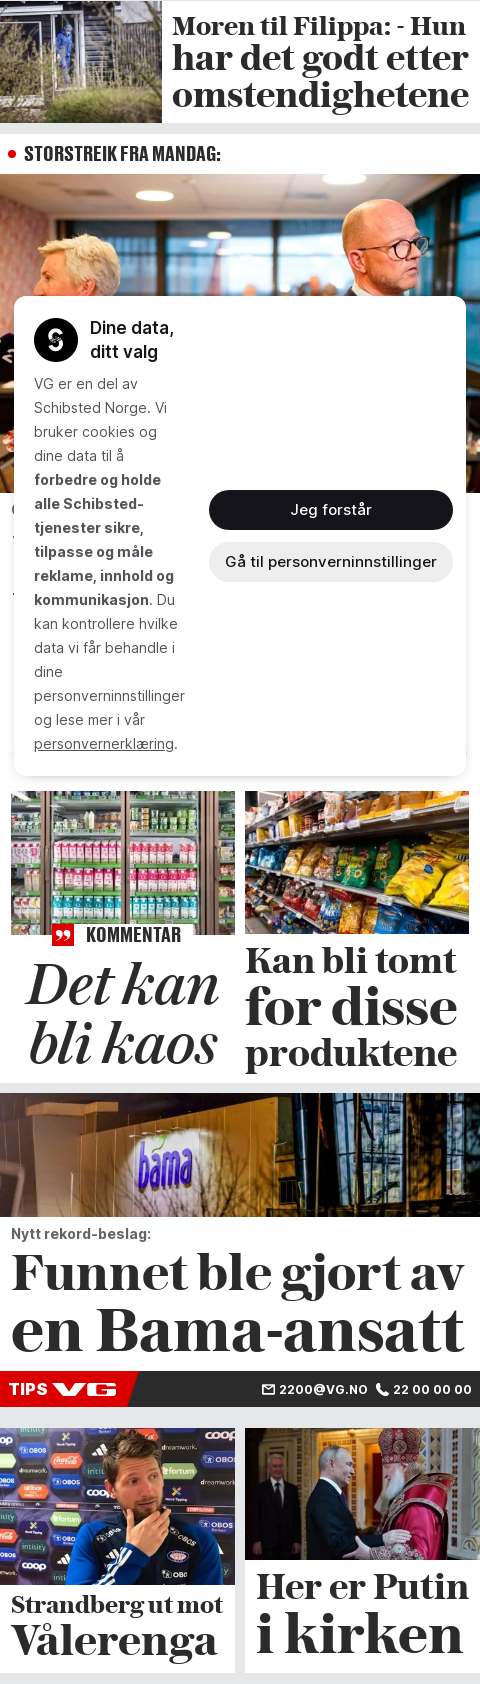 Moren til Filippa: - Hun
har det godt etter
omstendighetene
STORSTREIK FRA MANDAG:
Dine data,
ditt valg
VG er en del av
Schibsted Norge. Vi
bruker cookies og
dine data til å
forbedre og holde
alle Schibsted-
tjenester sikre,
tilpasse og måle
reklame, innhold og
kommunikasjon. Du
kan kontrollere hvilke
data vi får behandle i
dine
personverninnstillinger
og lese mer i vår
personvernerklæring.
Jeg forstår
Gå til personverninnstillinger
KOMMENTAR
Det kan
bli kaos
Kan bli tomt
for disse
produktene
bama
Nytt rekord-beslag:
Funnet ble gjort av
en Bama-ansatt
TIPS VG
2200@VG.NO 22 00 00 00
Strandberg ut mot
Vålerenga
Her er Putin
i kirken